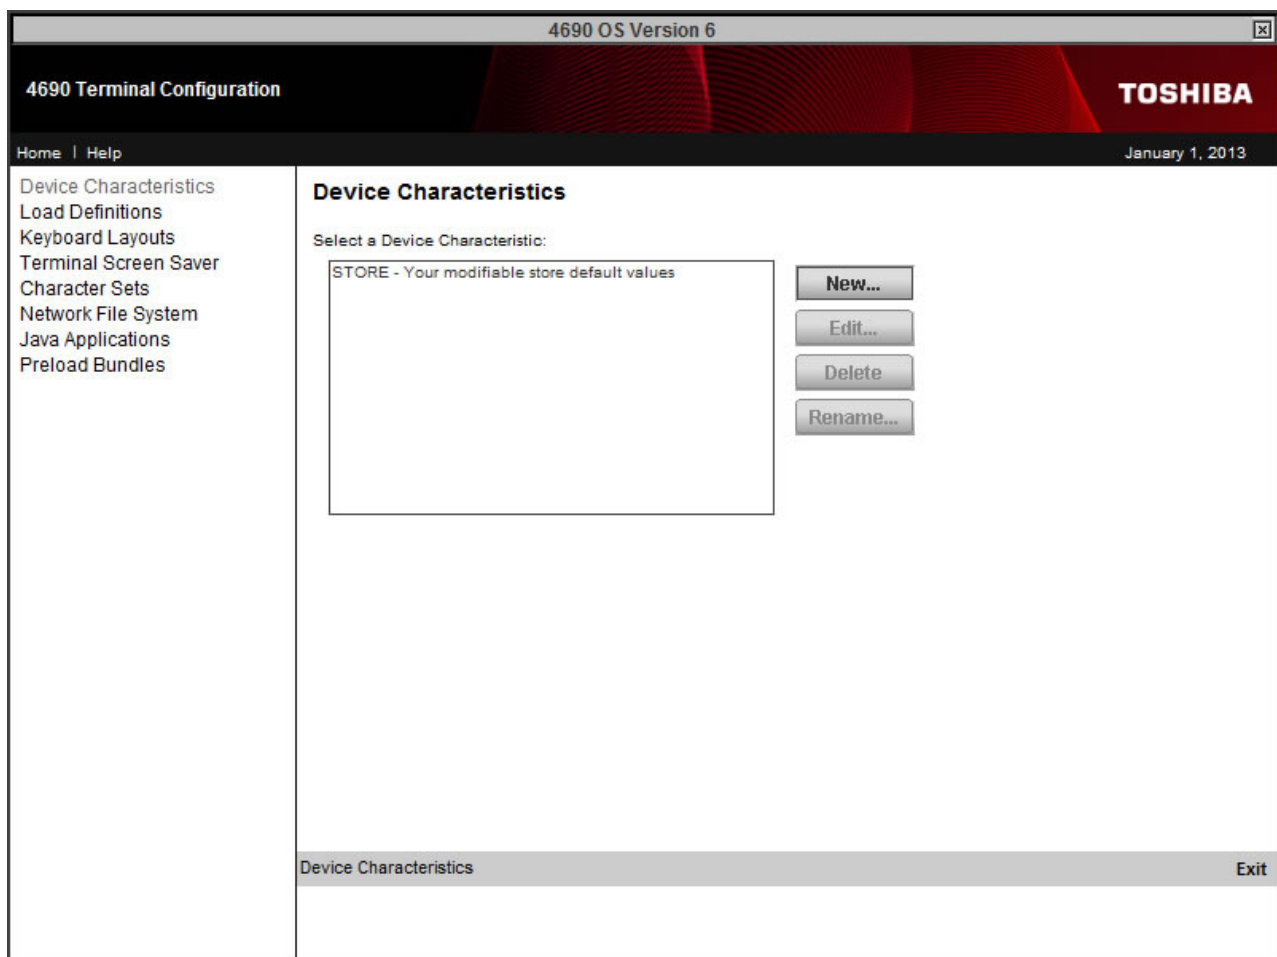 4690 OS Version 6
4690 Terminal Configuration
TOSHIBA
Home | Help
January 1, 2013
Device Characteristics
Load Definitions
Keyboard Layouts
Terminal Screen Saver
Character Sets
Network File System
Java Applications
Preload Bundles
Device Characteristics
Select a Device Characteristic:
STORE - Your modifiable store default values
New...
Edit...
Delete
Rename...
Device Characteristics
Exit